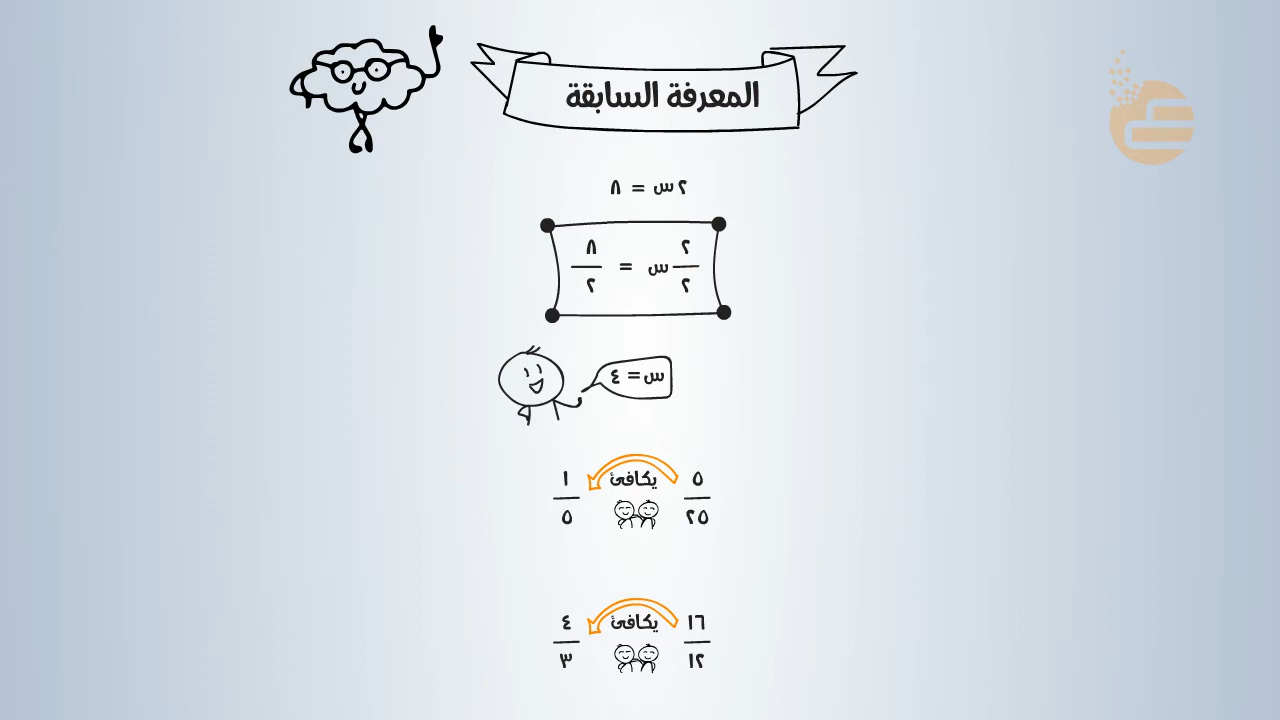 المعرفة السابقة
٢س = ٨
٢/٢ س = ٨/٢
س = ٤
٥/٢٥ يكافئ ١/٥
١٦/١٢ يكافئ ٤/٣